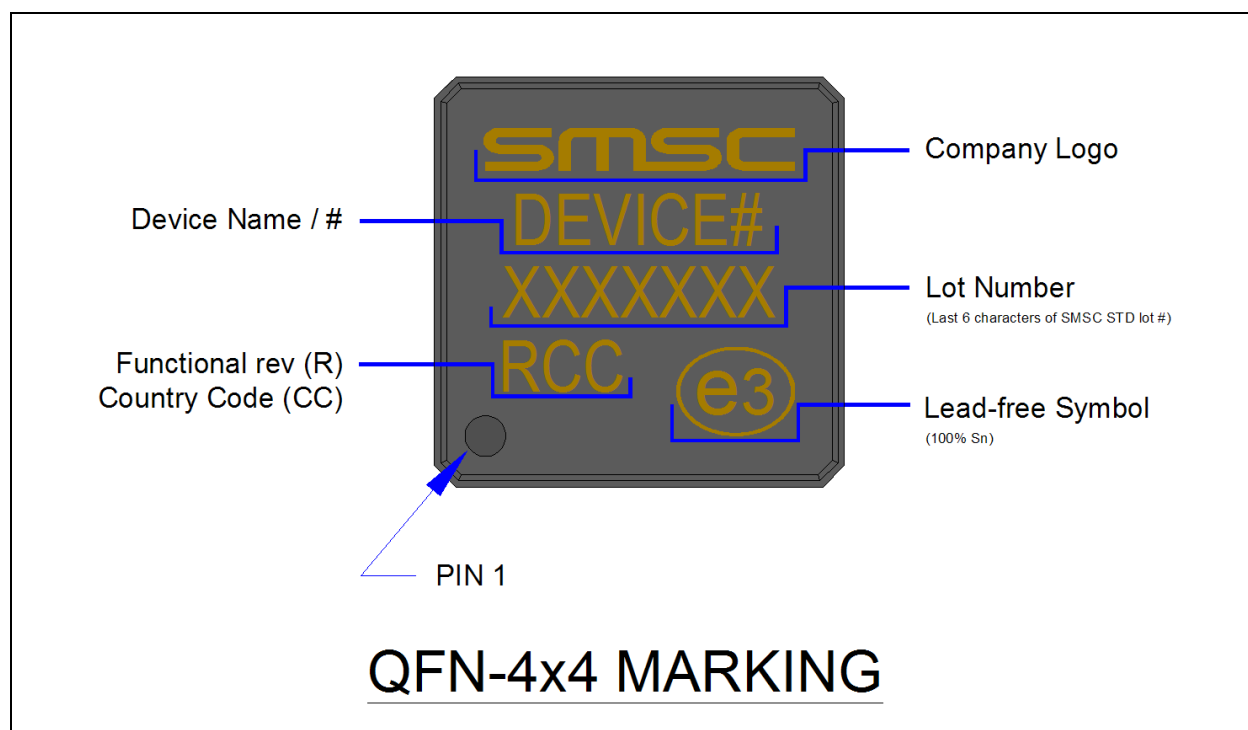 smsc
Company Logo
Device Name / #
DEVICE#
XXXXXXX
Lot Number
(Last 6 characters of SMSC STD lot #)
Functional rev (R)
Country Code (CC)
RCC
e3
Lead-free Symbol
(100% Sn)
PIN 1
QFN-4x4 MARKING